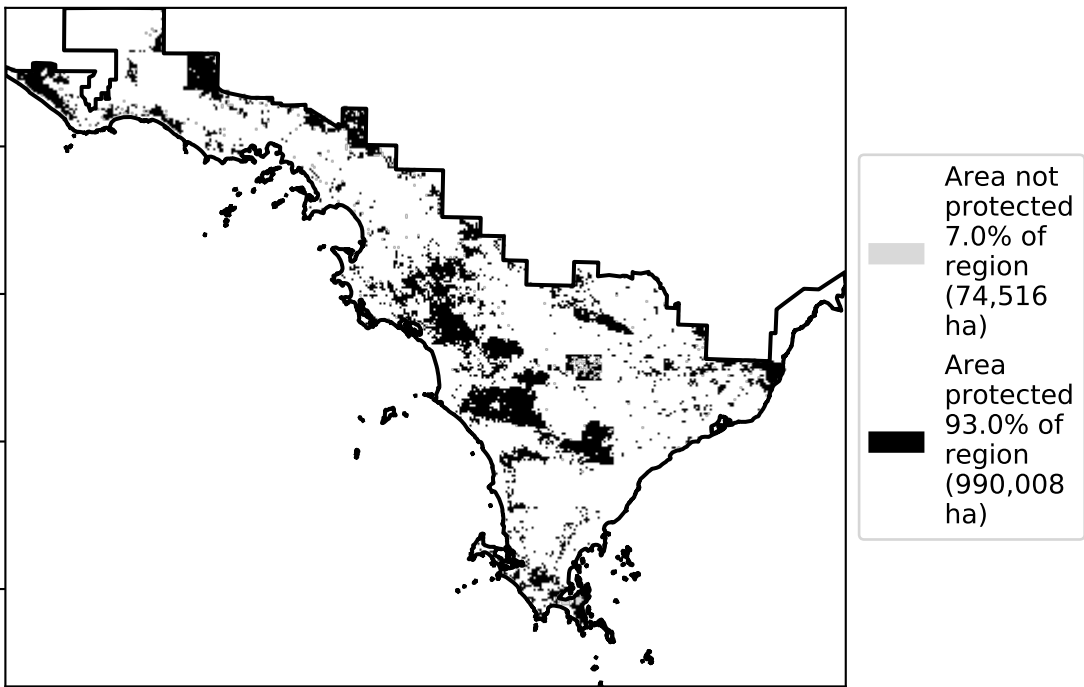 Area not
protected
7.0% of
region
(74,516
ha)
Area
protected
93.0% of
region
(990,008
ha)